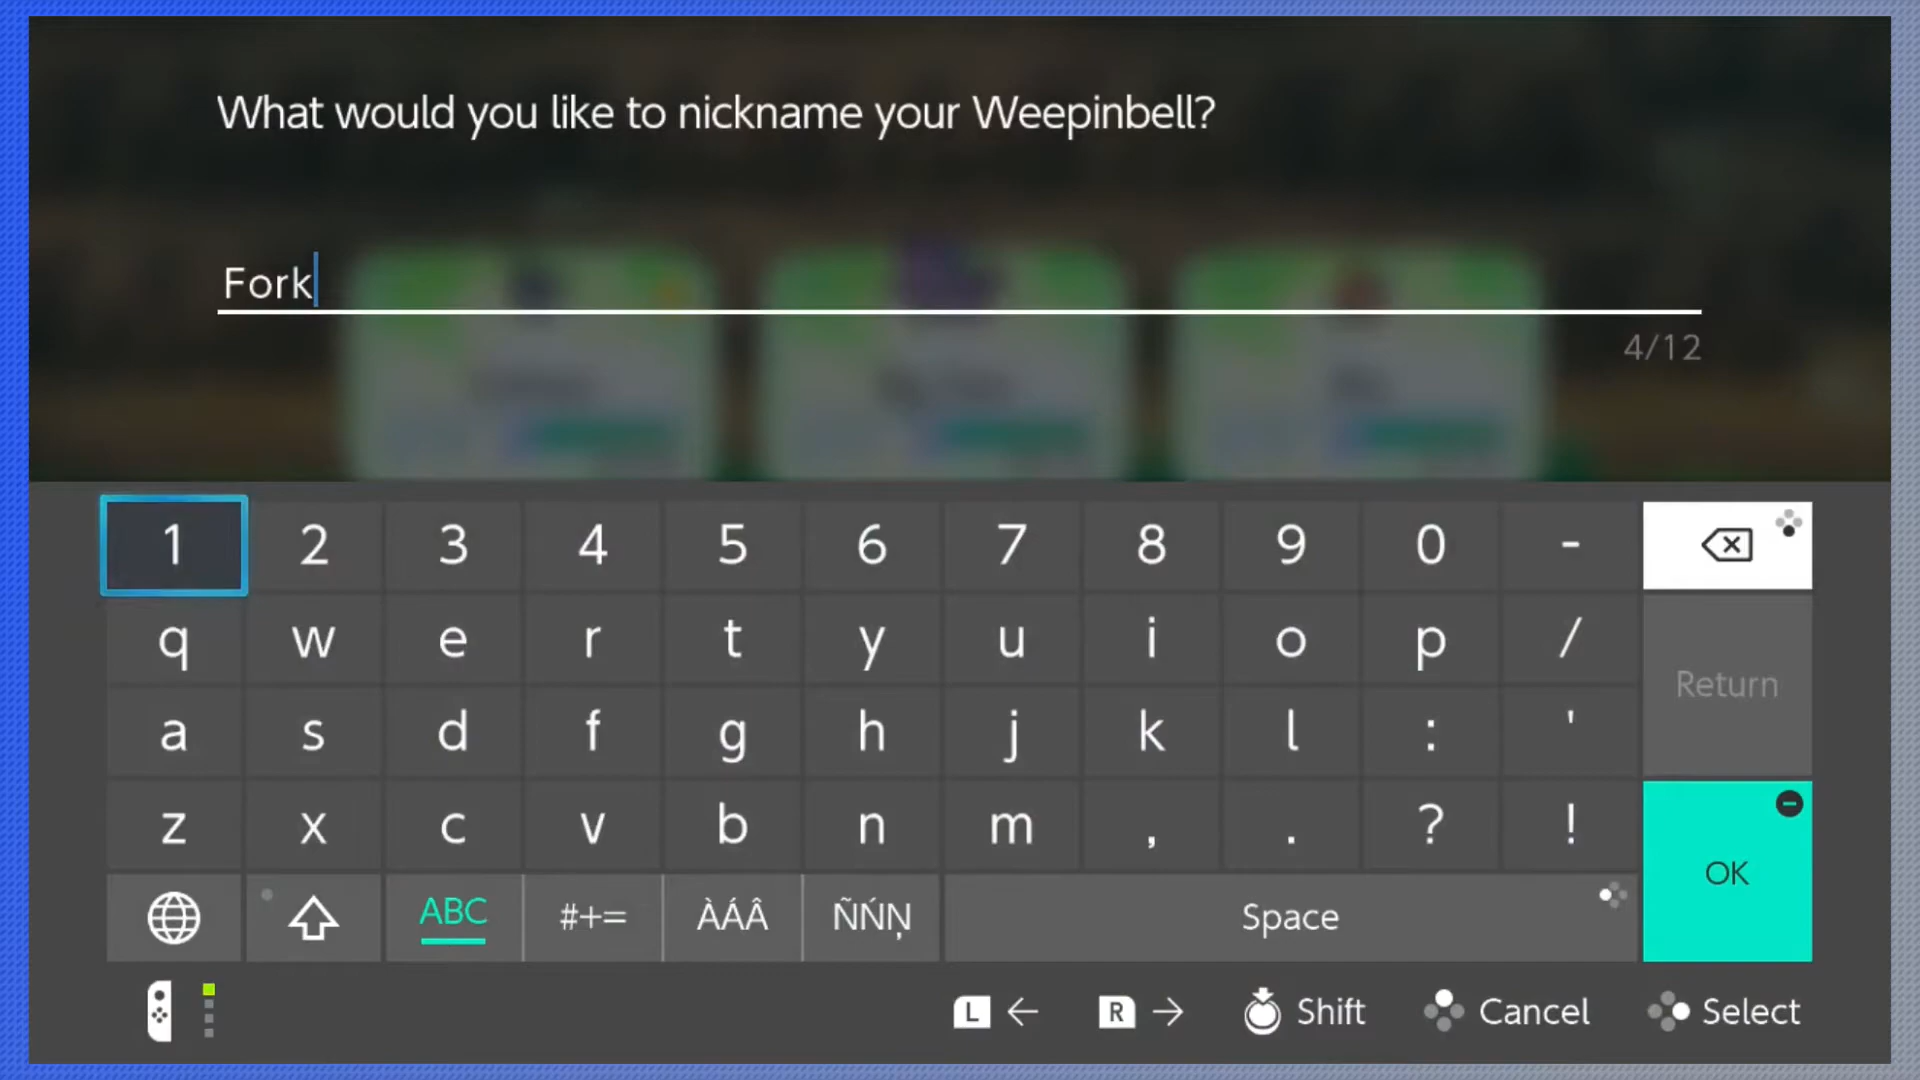 What would you like to nickname your Weepinbell?
Fork
4/12
1 2 3 4 5 6 7 8 9 0 -
q w e r t y u i o p /
Return
a s d f g h j k l : '
z x c v b n m , . ? !
OK
ABC #+= ÀÁÂ ÑŃŅ Space
L ← R → Shift Cancel Select